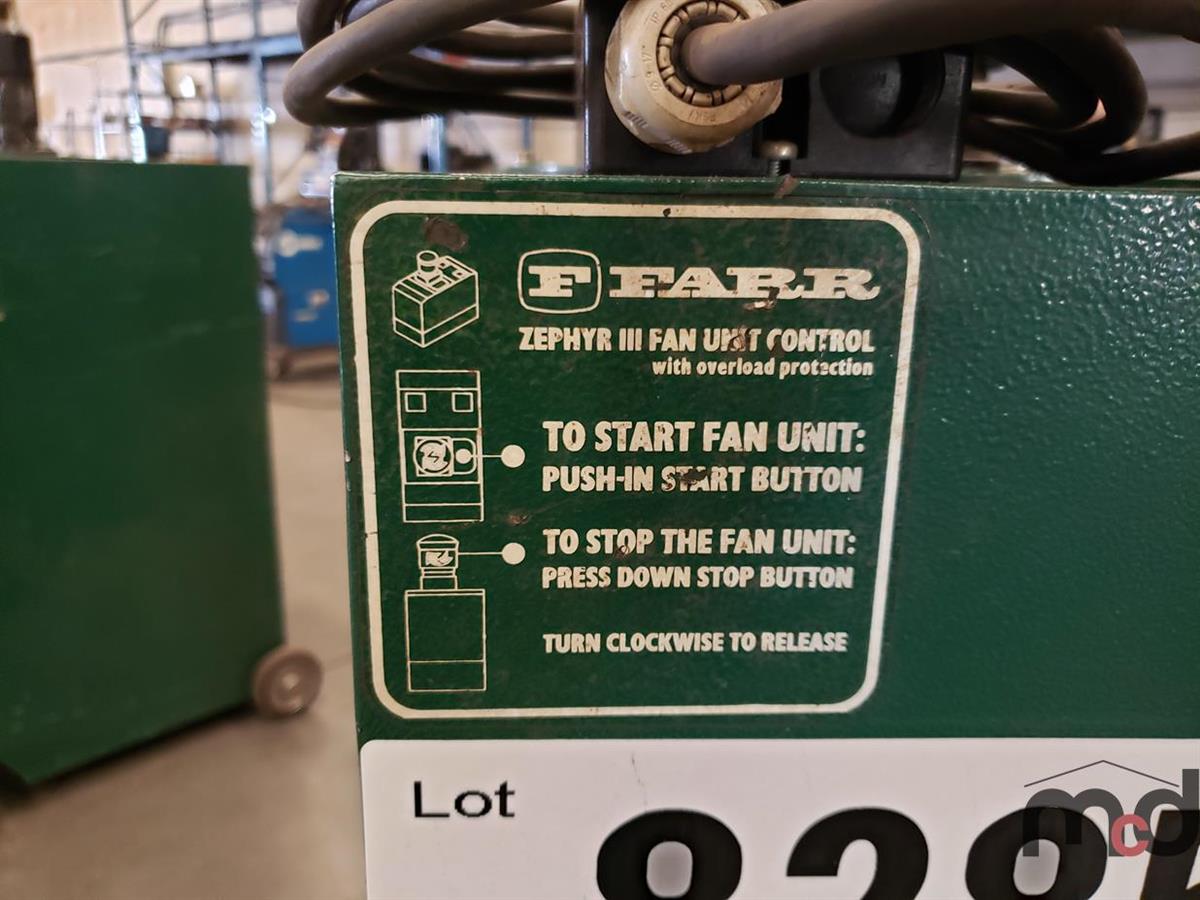 F FARR
ZEPHYR III FAN UNIT CONTROL
with overload protection
TO START FAN UNIT:
PUSH-IN START BUTTON
TO STOP THE FAN UNIT:
PRESS DOWN STOP BUTTON
TURN CLOCKWISE TO RELEASE
Lot
mcd